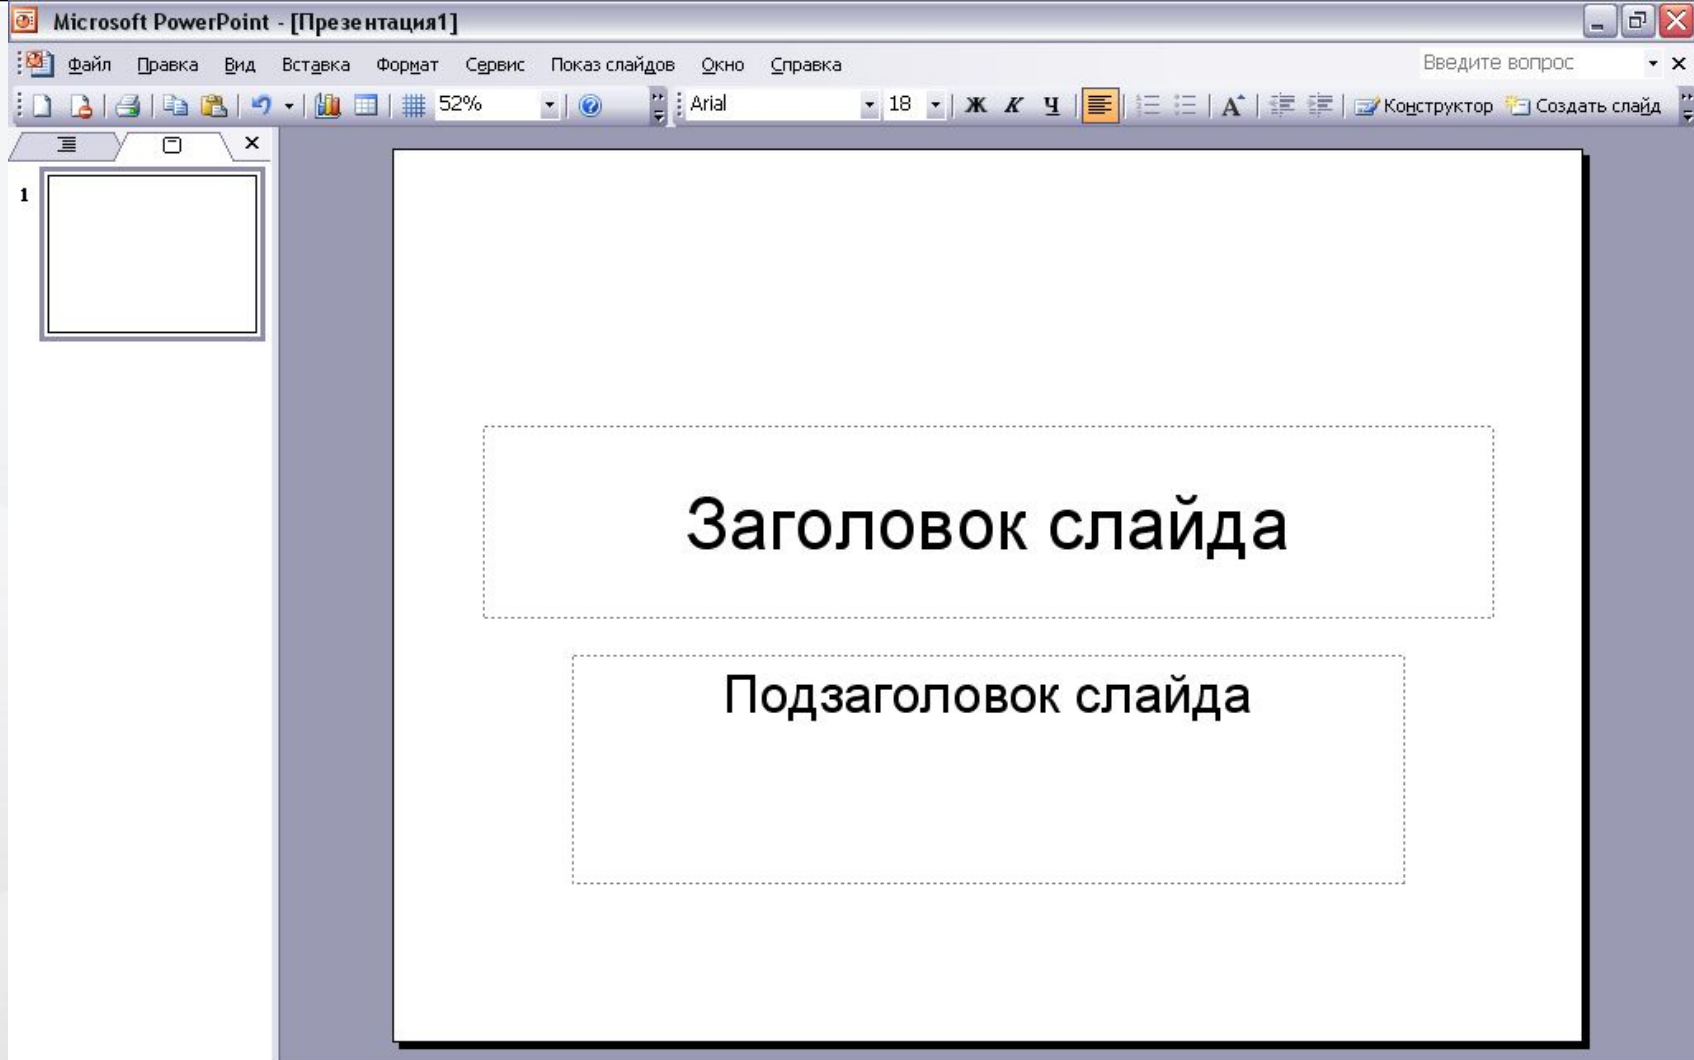 Microsoft PowerPoint - [Презентация1]
Файл Правка Вид Вставка Формат Сервис Показ слайдов Окно Справка Введите вопрос
52% Arial 18 Ж К Ч A Конструктор Создать слайд
1
Заголовок слайда
Подзаголовок слайда